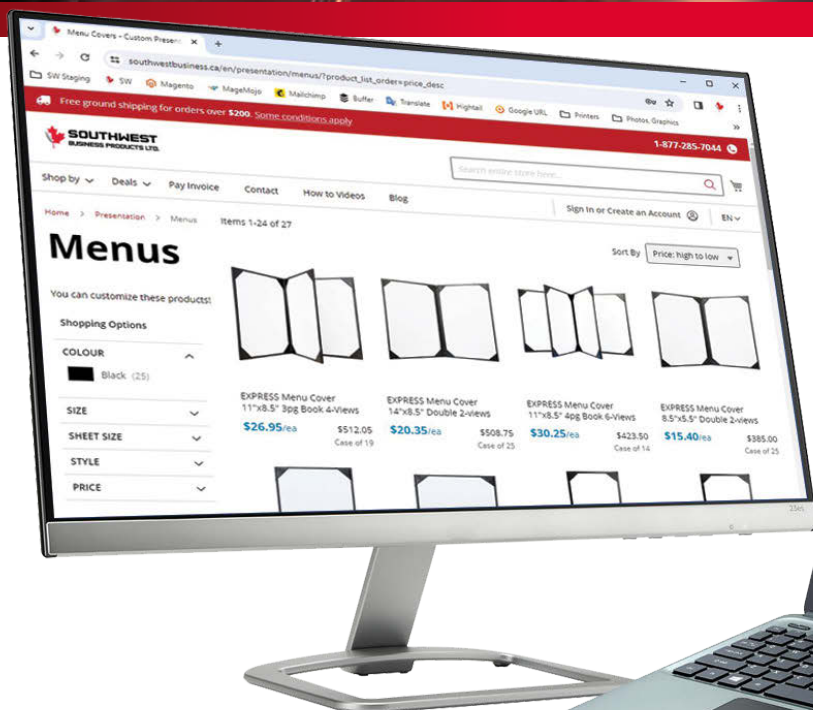 Menu Covers - Custom Present
southwestbusiness.ca/en/presentation/menus/?product_list_order=price_desc
SW Staging SW Magento MageMojo Mailchimp Buffer Translate Hightail Google URL Printers Photos, Graphics
Free ground shipping for orders over $200. Some conditions apply
1-877-285-7044
SOUTHWEST
BUSINESS PRODUCTS LTD.
Search entire store here...
Shop by Deals Pay Invoice Contact How to Videos Blog
Sign In or Create an Account EN
Home > Presentation > Menus
Items 1-24 of 27
Menus
Sort By Price: high to low
You can customize these products!
Shopping Options
COLOUR
Black (25)
SIZE
SHEET SIZE
STYLE
PRICE
EXPRESS Menu Cover
11"x8.5" 3pg Book 4-Views
$26.95/ea $512.05
Case of 19
EXPRESS Menu Cover
14"x8.5" Double 2-views
$20.35/ea $508.75
Case of 25
EXPRESS Menu Cover
11"x8.5" 4pg Book 6-Views
$30.25/ea $423.50
Case of 14
EXPRESS Menu Cover
8.5"x5.5" Double 2-views
$15.40/ea $385.00
Case of 25
23es